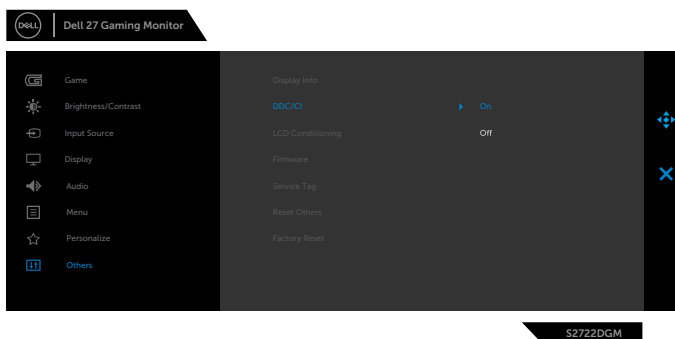 DELL Dell 27 Gaming Monitor
Game Display Info
Brightness/Contrast DDC/CI On
Input Source LCD Conditioning Off
Display Firmware
Audio Service Tag
Menu Reset Others
Personalize Factory Reset
Others
S2722DGM